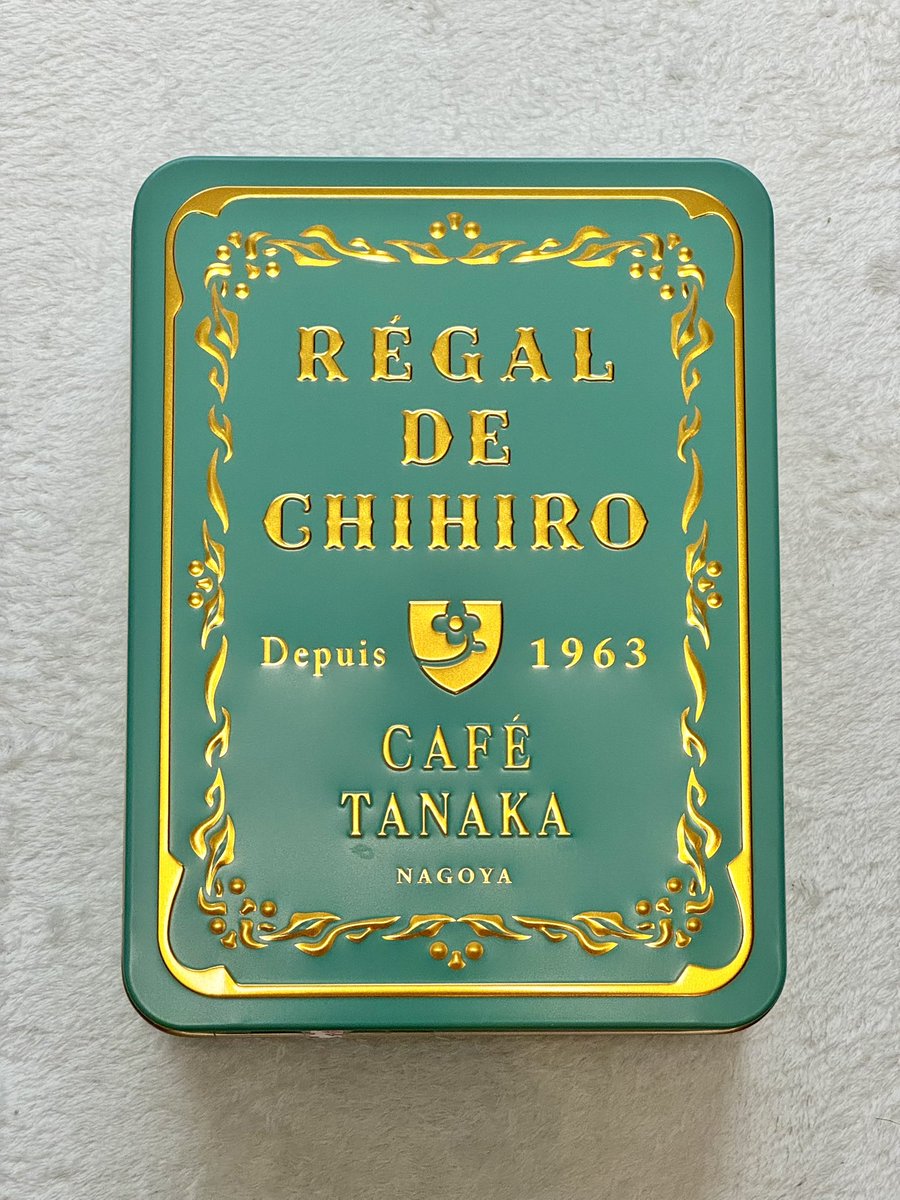 RÉGAL
DE
CHIHIRO
Depuis 1963
CAFÉ
TANAKA
NAGOYA